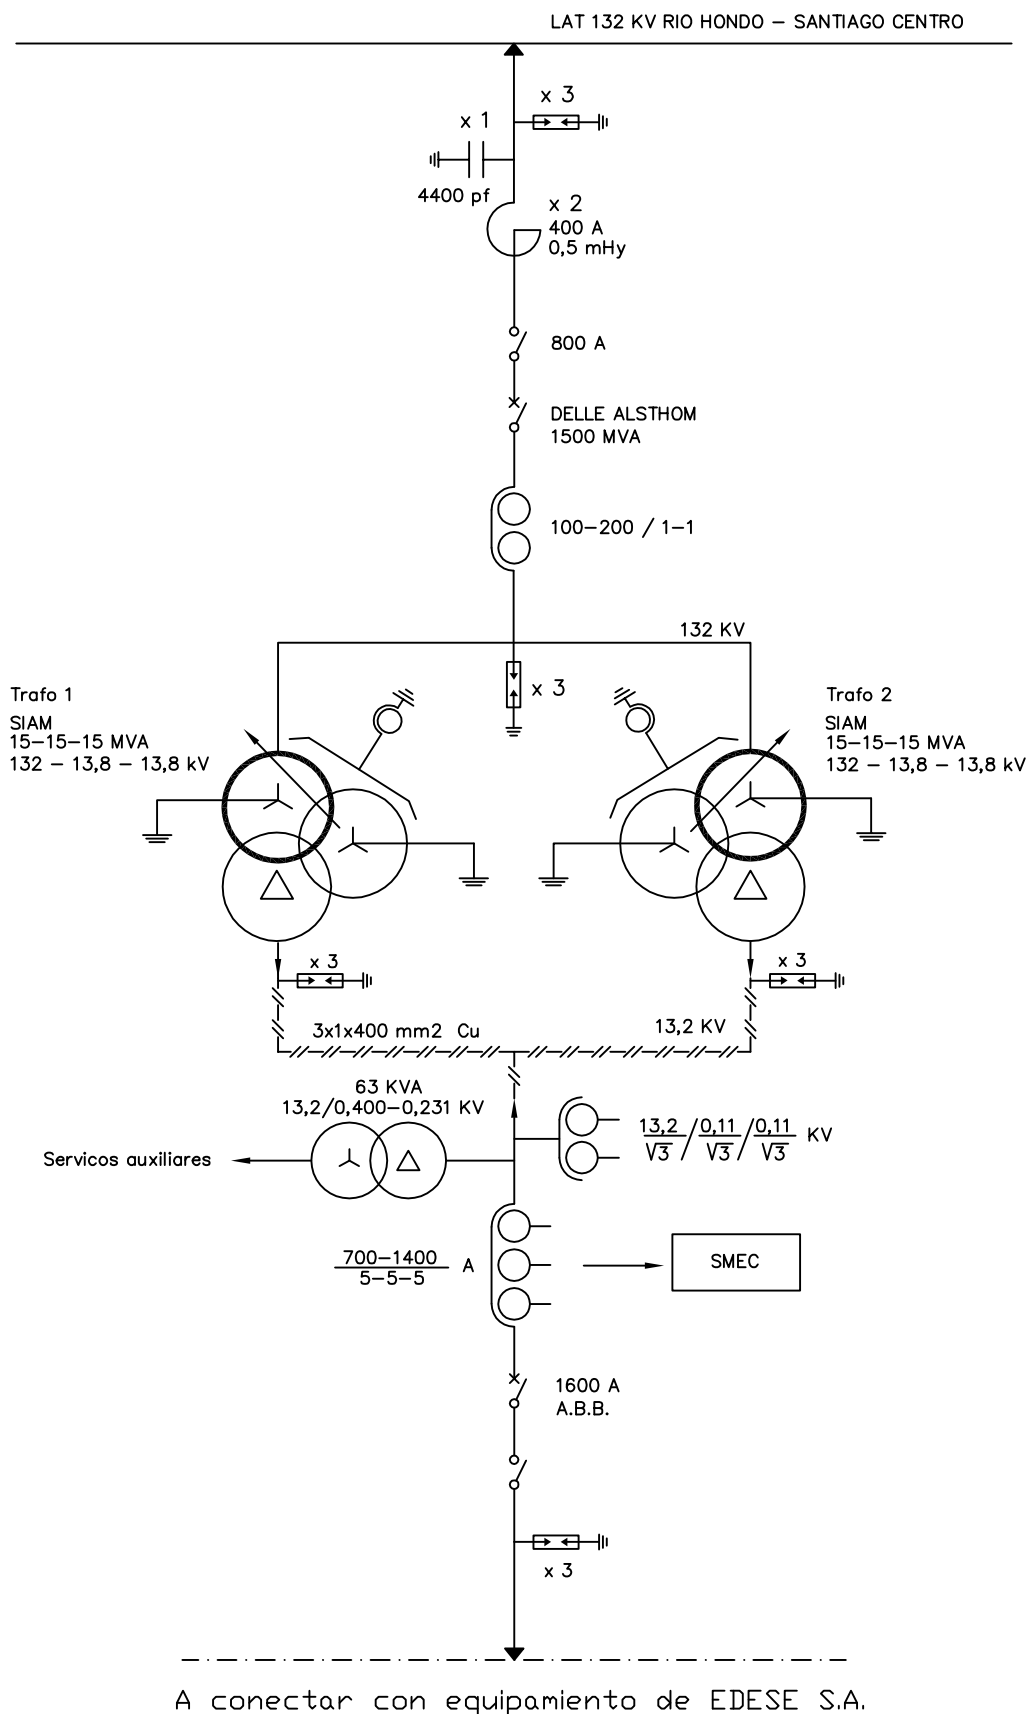 LAT 132 KV RIO HONDO – SANTIAGO CENTRO
x 3
x 1
4400 pf
x 2
400 A
0,5 mHy
800 A
DELLE ALSTHOM
1500 MVA
100–200 / 1–1
132 KV
x 3
Trafo 1
SIAM
15–15–15 MVA
132 – 13,8 – 13,8 kV
Trafo 2
SIAM
15–15–15 MVA
132 – 13,8 – 13,8 kV
x 3
x 3
3x1x400 mm2 Cu
13,2 KV
63 KVA
13,2/0,400–0,231 KV
Servicos auxiliares
13,2/√3 / 0,11/√3 / 0,11/√3 KV
700–1400
5–5–5
A
SMEC
1600 A
A.B.B.
x 3
A conectar con equipamiento de EDESE S.A.